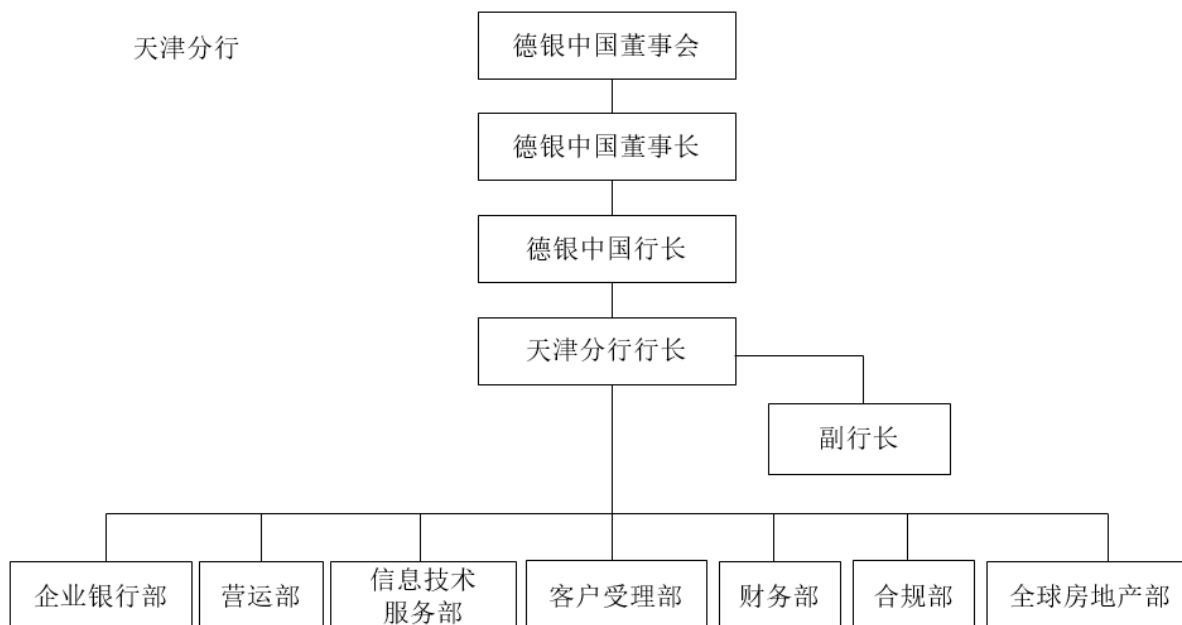 天津分行
德银中国董事会
德银中国董事长
德银中国行长
天津分行行长
副行长
企业银行部
营运部
信息技术
服务部
客户受理部
财务部
合规部
全球房地产部